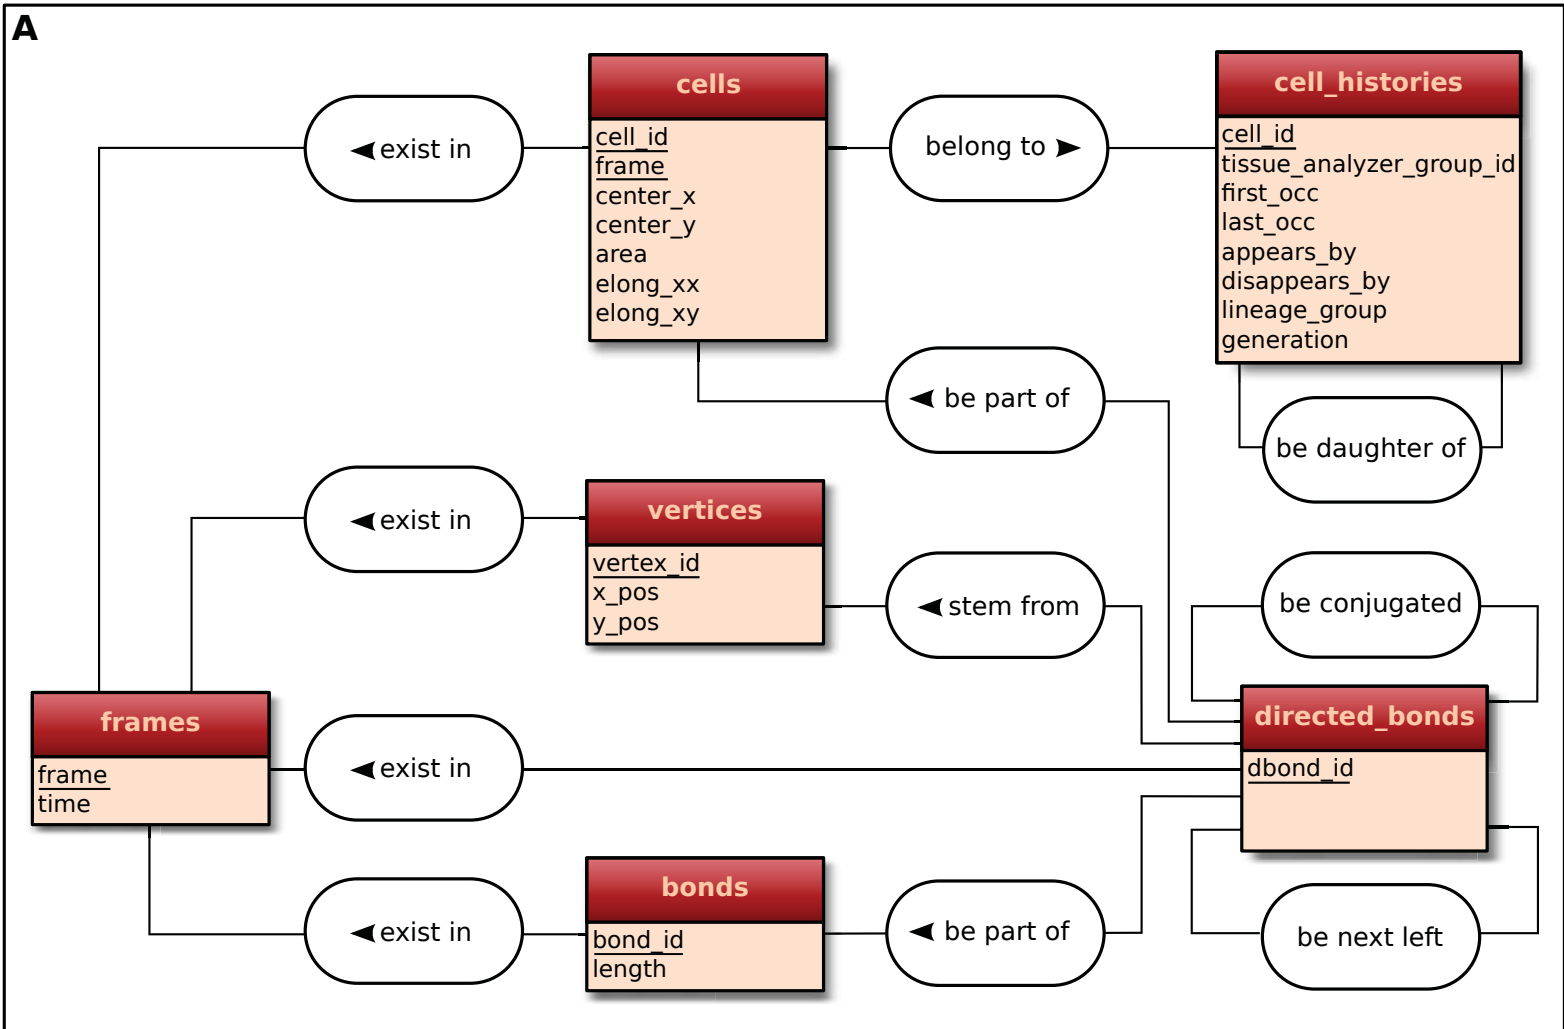 A
cells
cell_id
frame
center_x
center_y
area
elong_xx
elong_xy
cell_histories
cell_id
tissue_analyzer_group_id
first_occ
last_occ
appears_by
disappears_by
lineage_group
generation
exist in
belong to
be part of
be daughter of
exist in
vertices
vertex_id
x_pos
y_pos
stem from
be conjugated
frames
frame
time
exist in
directed_bonds
dbond_id
exist in
bonds
bond_id
length
be part of
be next left